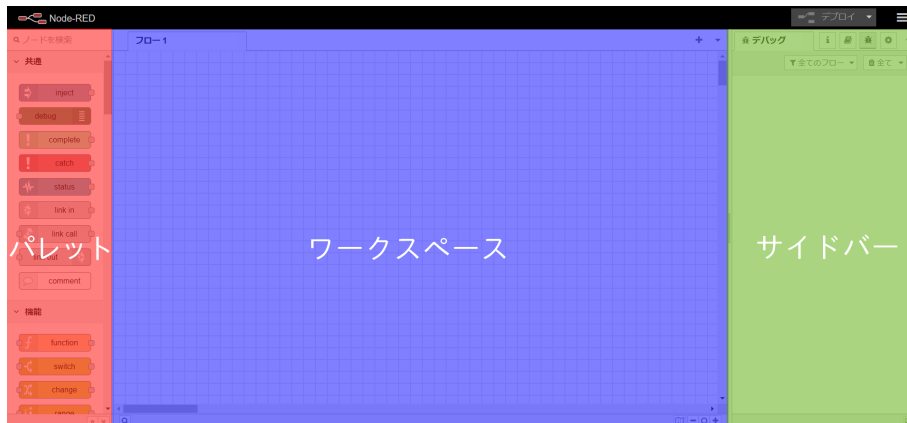 Node-RED
デプロイ
ノードを検索
フロー 1
デバッグ
全てのフロー
全て
共通
inject
debug
complete
catch
status
link in
link call
out
comment
機能
function
switch
change
range
パレット
ワークスペース
サイドバー